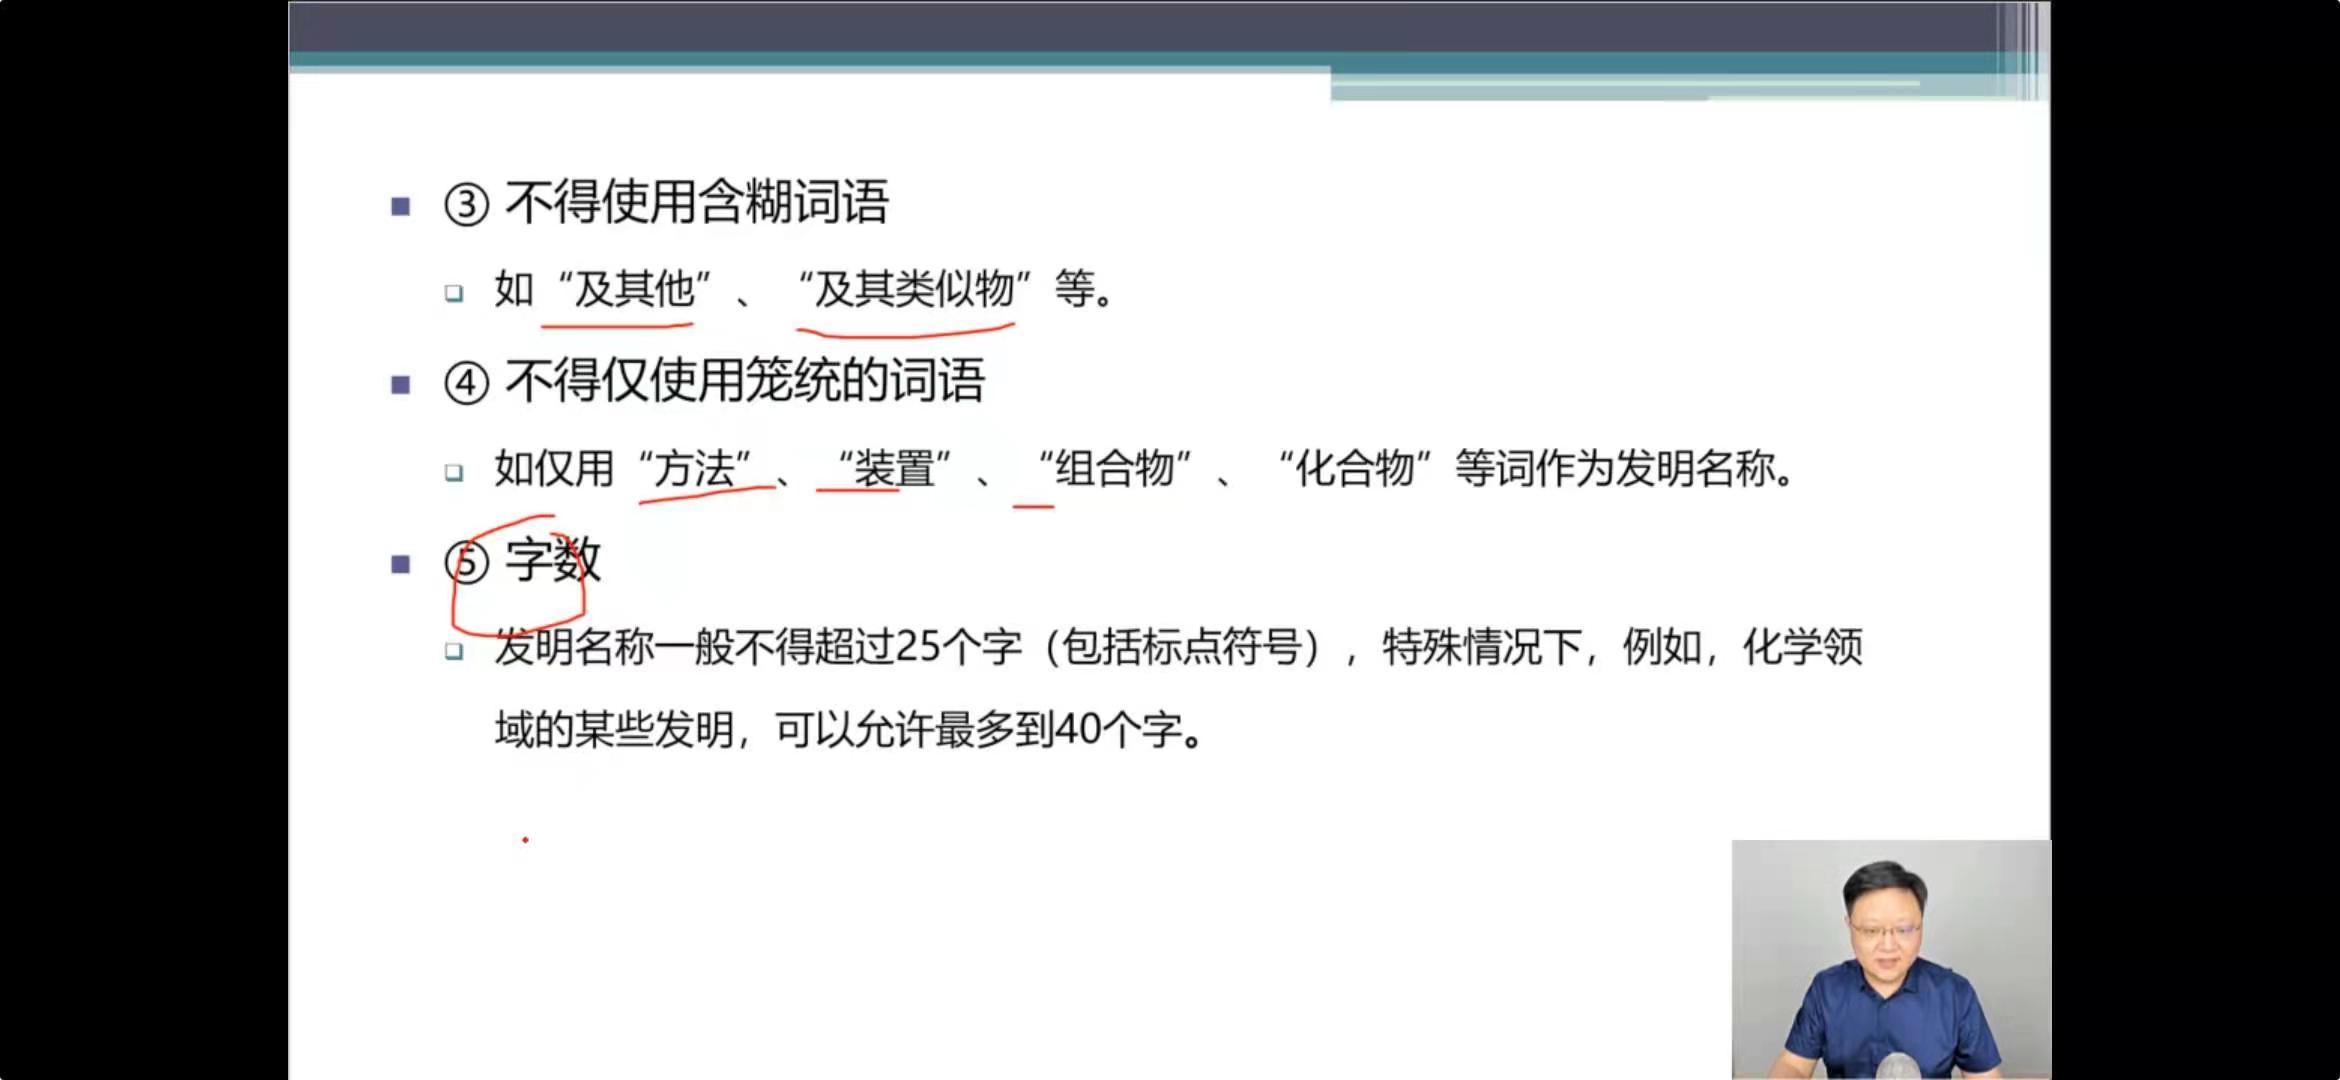 ③ 不得使用含糊词语
如“及其他”、“及其类似物”等。
④ 不得仅使用笼统的词语
如仅用“方法”、“装置”、“组合物”、“化合物”等词作为发明名称。
⑤ 字数
发明名称一般不得超过25个字（包括标点符号），特殊情况下，例如，化学领
域的某些发明，可以允许最多到40个字。